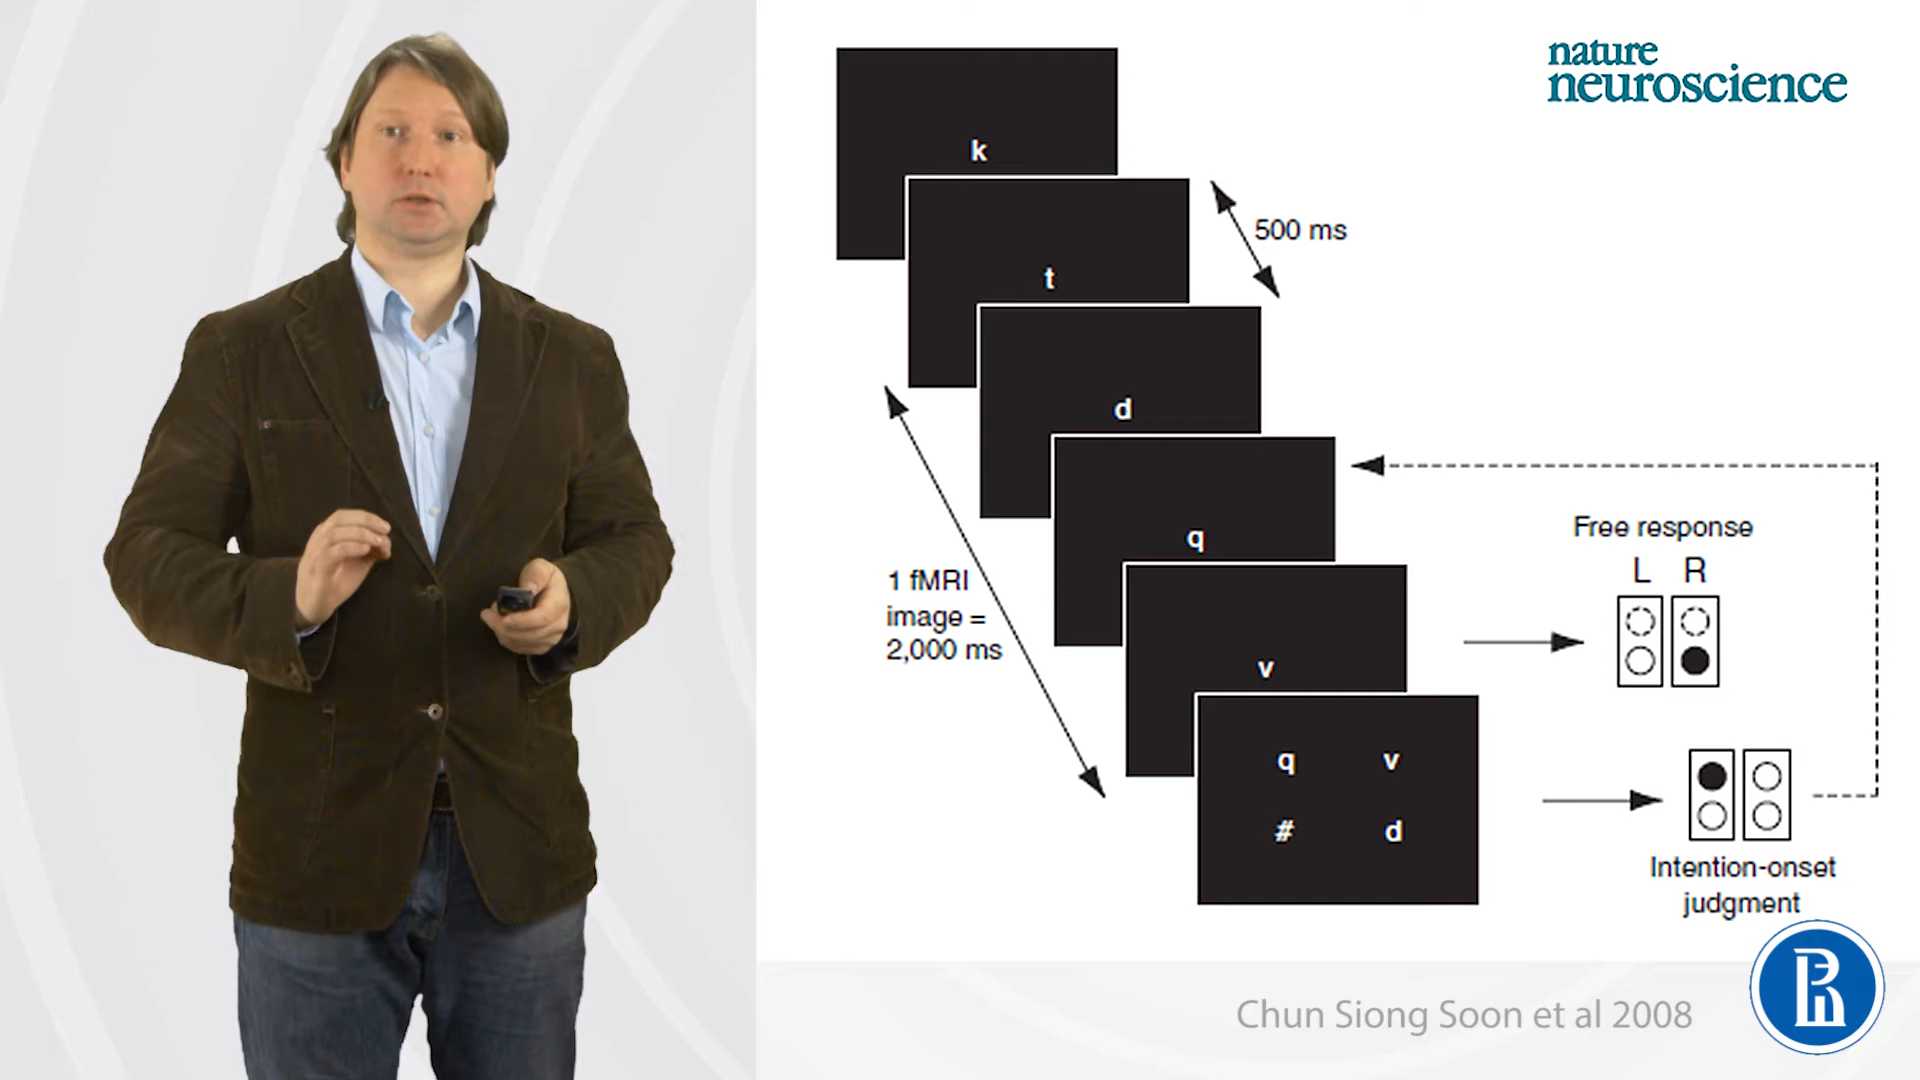 nature
neuroscience
k
t
500 ms
d
q
Free response
L R
1 fMRI
image =
2,000 ms
v
q v
# d
Intention-onset
judgment
Chun Siong Soon et al 2008